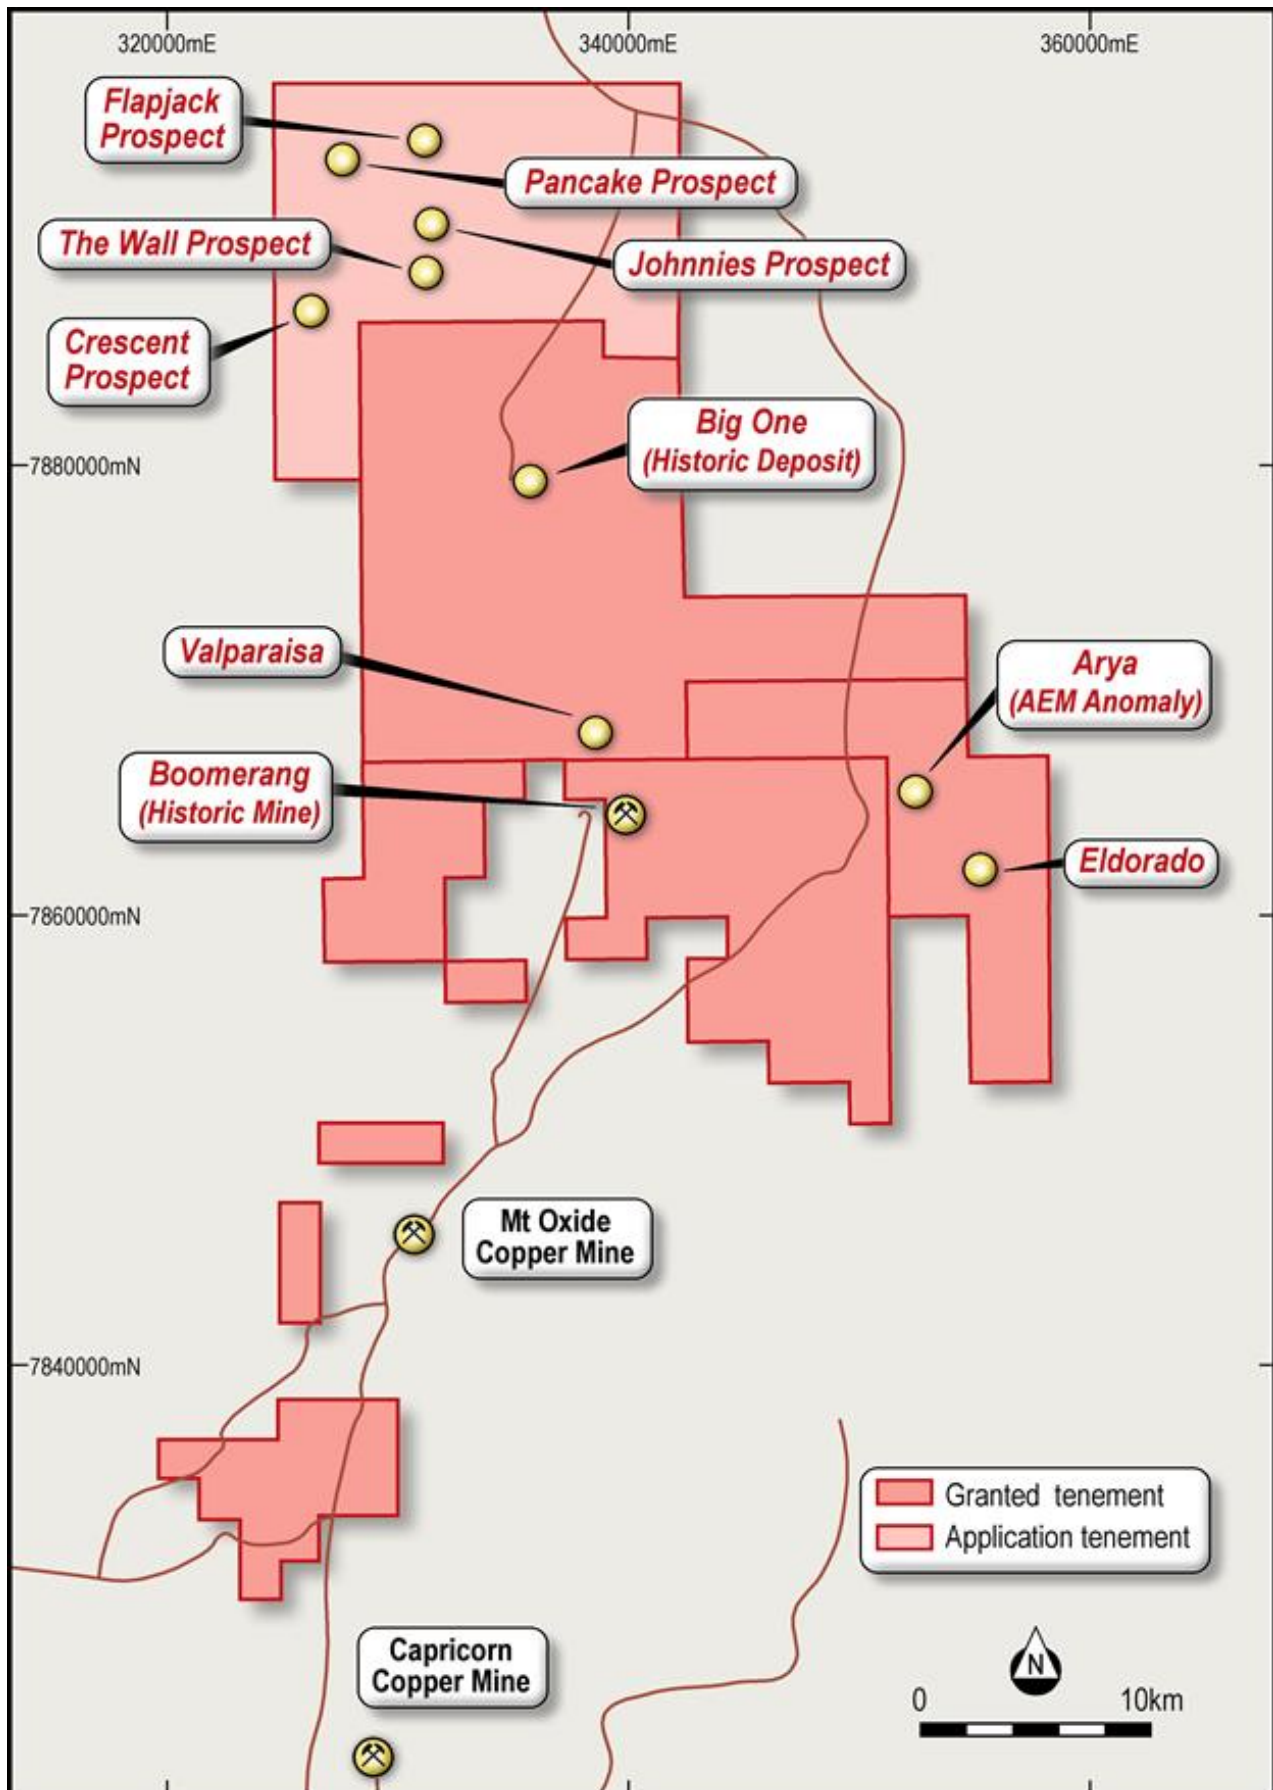 320000mE
340000mE
360000mE
Flapjack
Prospect
Pancake Prospect
The Wall Prospect
Johnnies Prospect
Crescent
Prospect
Big One
(Historic Deposit)
7880000mN
Valparaisa
Arya
(AEM Anomaly)
Boomerang
(Historic Mine)
Eldorado
7860000mN
Mt Oxide
Copper Mine
7840000mN
Granted tenement
Application tenement
Capricorn
Copper Mine
N
0
10km